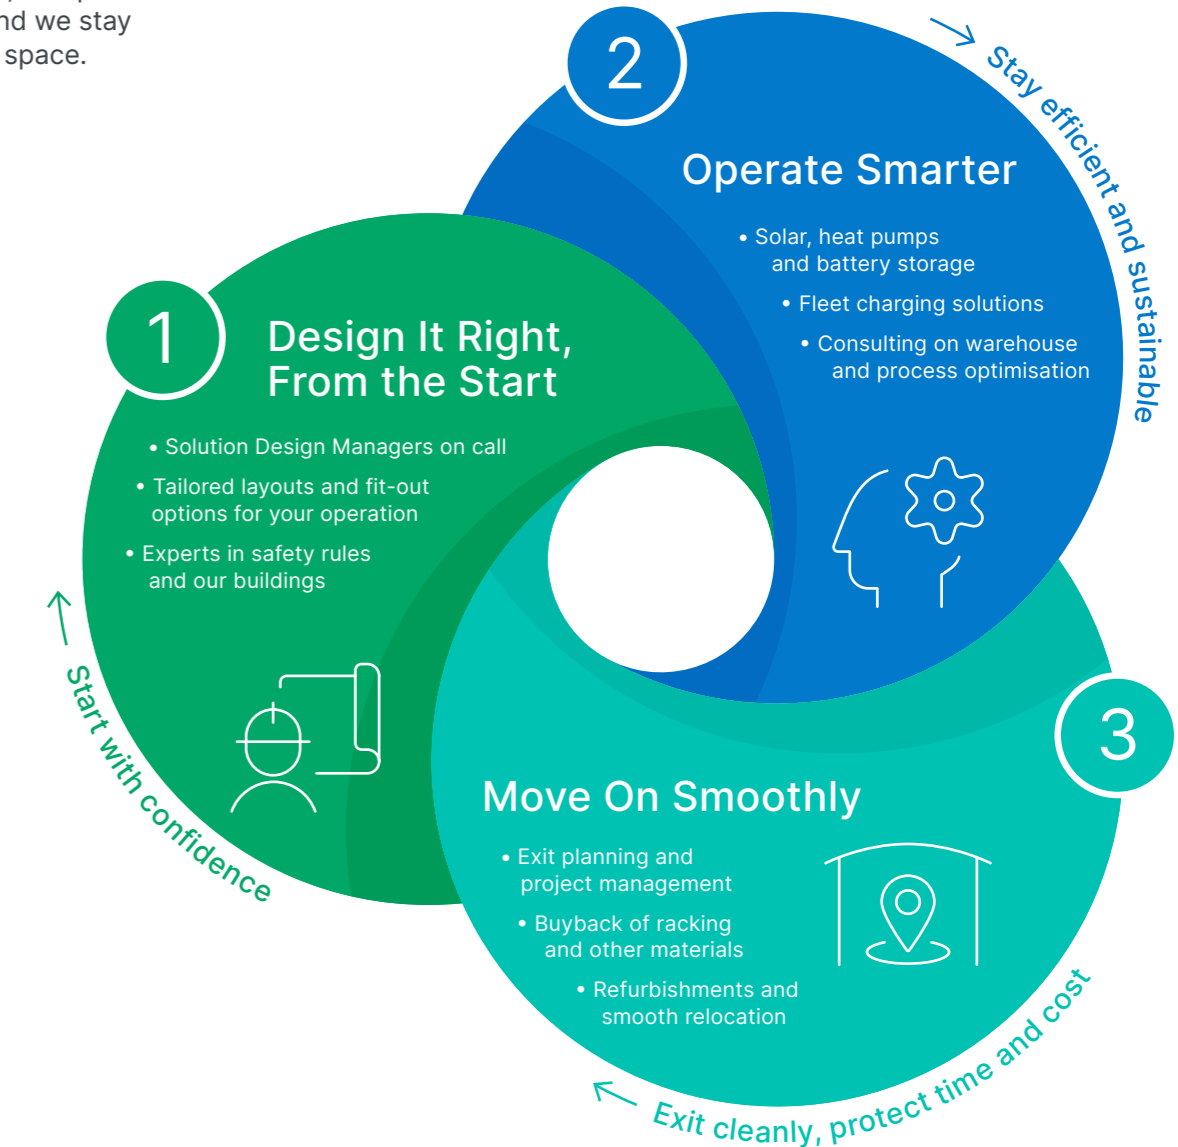 nd we stay
space.
1
Design It Right,
From the Start
• Solution Design Managers on call
• Tailored layouts and fit-out
options for your operation
• Experts in safety rules
and our buildings
Start with confidence
2
Operate Smarter
• Solar, heat pumps
and battery storage
• Fleet charging solutions
• Consulting on warehouse
and process optimisation
Stay efficient and sustainable
3
Move On Smoothly
• Exit planning and
project management
• Buyback of racking
and other materials
• Refurbishments and
smooth relocation
Exit cleanly, protect time and cost